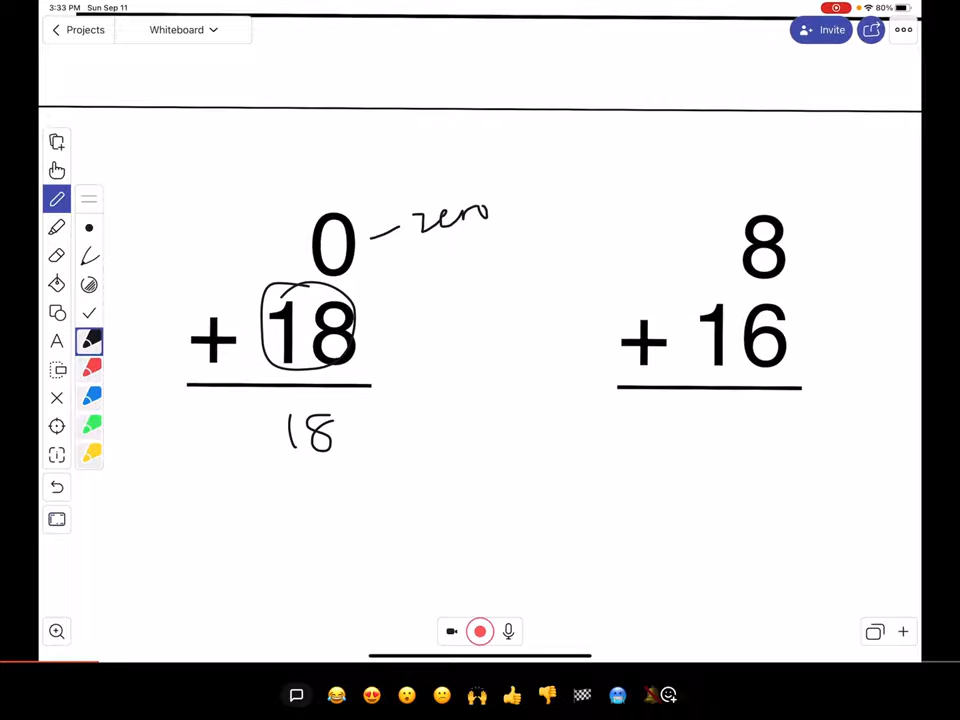 3:33 PM Sun Sep 11
80%
Projects
Whiteboard
Invite
0
zero
+ 18
18
8
+ 16
A